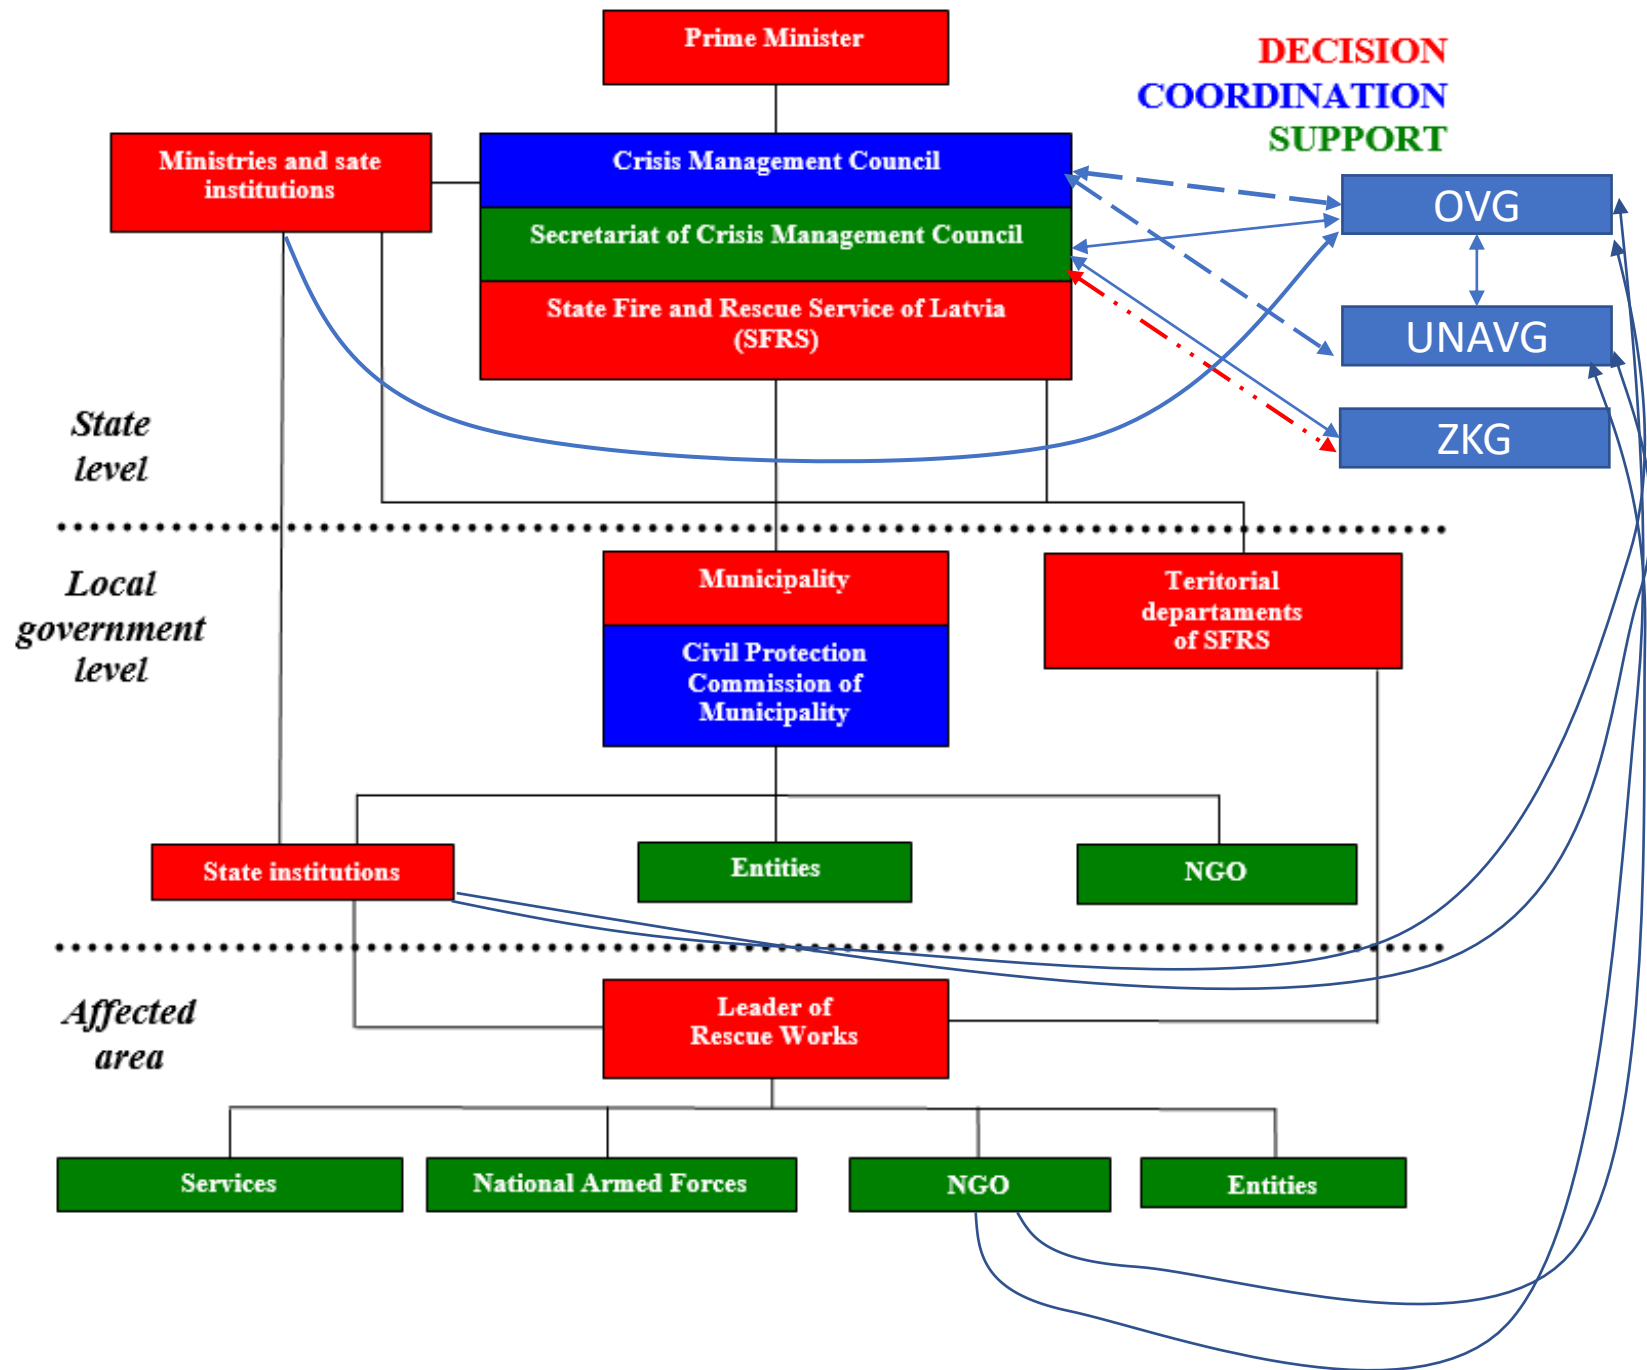 Prime Minister
DECISION
COORDINATION
SUPPORT
Ministries and sate
institutions
Crisis Management Council
Secretariat of Crisis Management Council
State Fire and Rescue Service of Latvia
(SFRS)
OVG
UNAVG
ZKG
State
level
Local
government
level
Municipality
Civil Protection
Commission of
Municipality
Teritorial
departaments
of SFRS
State institutions
Entities
NGO
Affected
area
Leader of
Rescue Works
Services
National Armed Forces
NGO
Entities